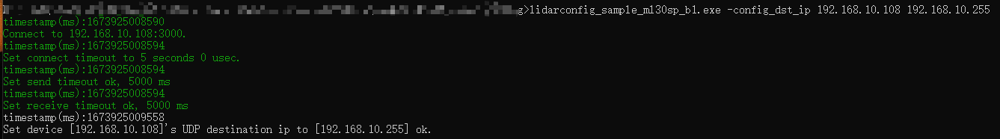 g>lidarconfig_sample_ml30sp_b1.exe -config_dst_ip 192.168.10.108 192.168.10.255
timestamp(ms):1673925008590
Connect to 192.168.10.108:3000.
timestamp(ms):1673925008594
Set connect timeout to 5 seconds 0 usec.
timestamp(ms):1673925008594
Set send timeout ok, 5000 ms
timestamp(ms):1673925008594
Set receive timeout ok, 5000 ms
timestamp(ms):1673925009558
Set device [192.168.10.108]'s UDP destination ip to [192.168.10.255] ok.